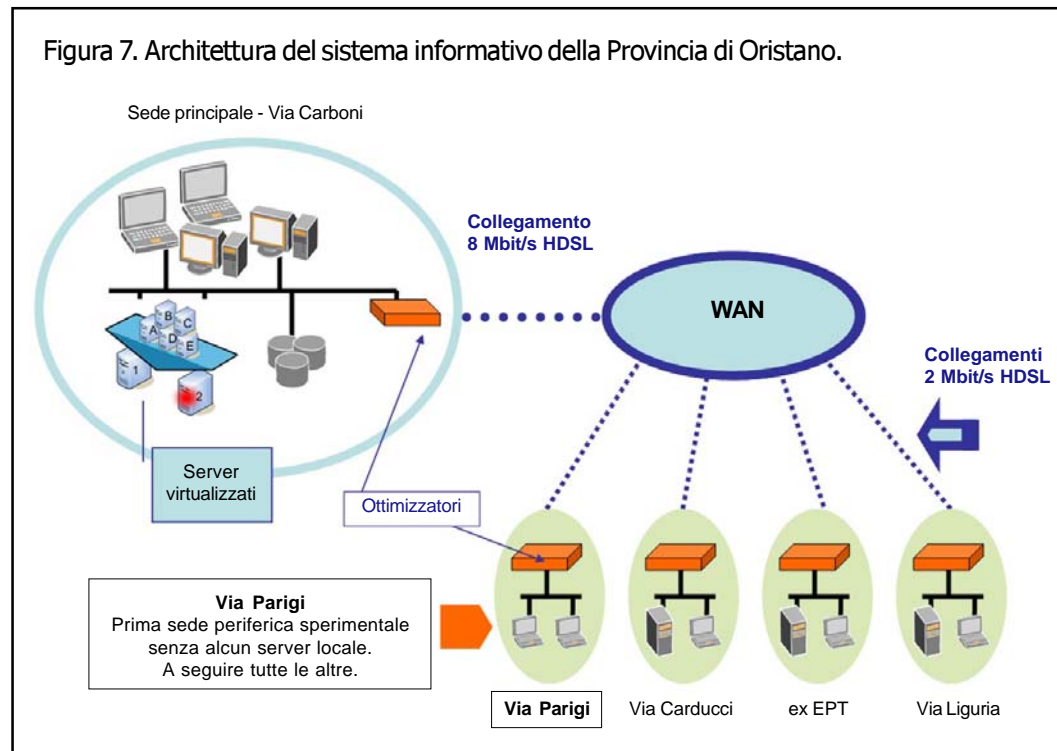 Figura 7. Architettura del sistema informativo della Provincia di Oristano.
Sede principale - Via Carboni
Collegamento
8 Mbit/s HDSL
WAN
Collegamenti
2 Mbit/s HDSL
B
A
C
D
E
1
2
Server
virtualizzati
Ottimizzatori
Via Parigi
Prima sede periferica sperimentale
senza alcun server locale.
A seguire tutte le altre.
Via Parigi
Via Carducci
ex EPT
Via Liguria